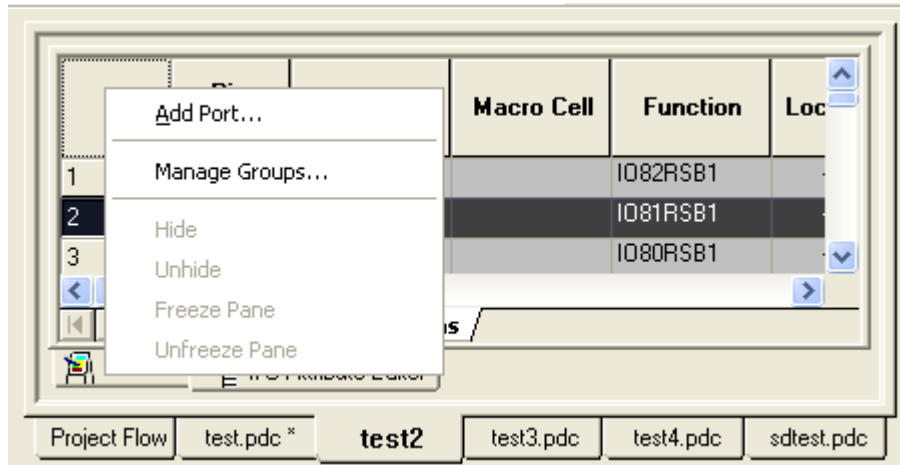 Macro Cell Function Loc
Add Port...
1 Manage Groups... IO82RSB1
2 Hide IO81RSB1
3 Unhide IO80RSB1
Freeze Pane
Unfreeze Pane
Project Flow test.pdc * test2 test3.pdc test4.pdc sdtest.pdc